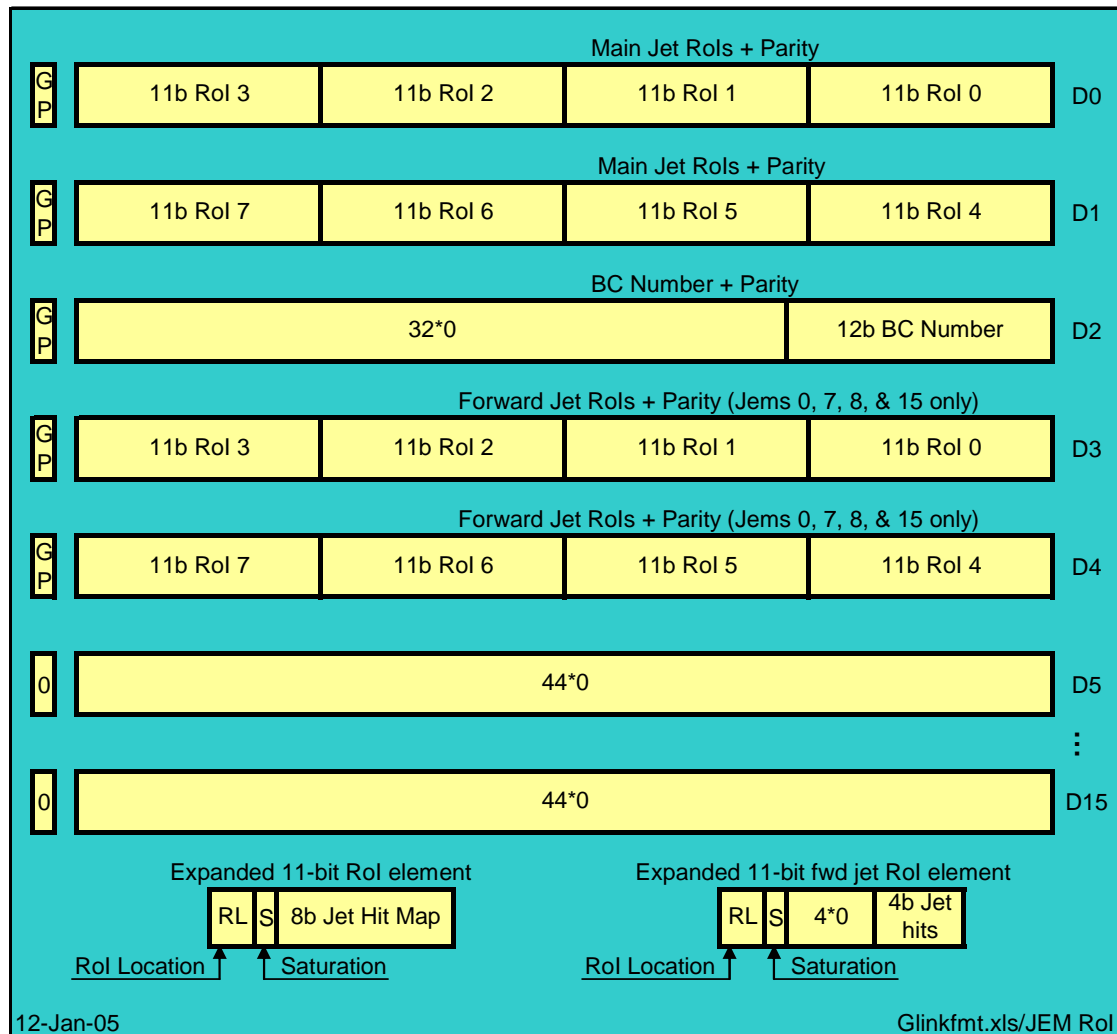 Main Jet RoIs + Parity
G P 11b RoI 3 11b RoI 2 11b RoI 1 11b RoI 0 D0
Main Jet RoIs + Parity
G P 11b RoI 7 11b RoI 6 11b RoI 5 11b RoI 4 D1
BC Number + Parity
G P 32*0 12b BC Number D2
Forward Jet RoIs + Parity (Jems 0, 7, 8, & 15 only)
G P 11b RoI 3 11b RoI 2 11b RoI 1 11b RoI 0 D3
Forward Jet RoIs + Parity (Jems 0, 7, 8, & 15 only)
G P 11b RoI 7 11b RoI 6 11b RoI 5 11b RoI 4 D4
0 44*0 D5
...
0 44*0 D15
Expanded 11-bit RoI element
RL S 8b Jet Hit Map
RoI Location Saturation
Expanded 11-bit fwd jet RoI element
RL S 4*0 4b Jet hits
RoI Location Saturation
12-Jan-05 Glinkfmt.xls/JEM RoI